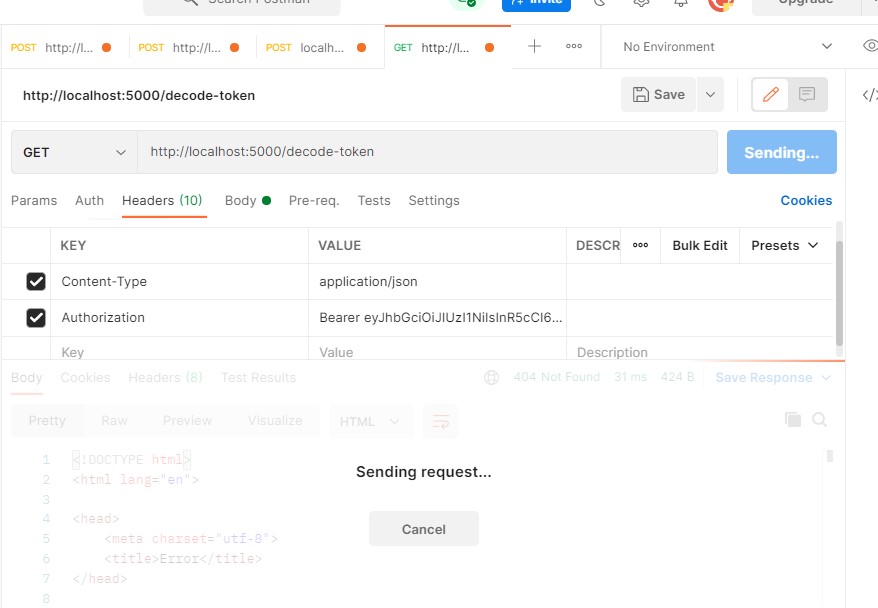 Search Postman
Invite
Upgrade
POST http://l...
POST http://l...
POST localh...
GET http://l...
No Environment
http://localhost:5000/decode-token
Save
GET
http://localhost:5000/decode-token
Sending...
Params Auth Headers (10) Body Pre-req. Tests Settings Cookies
KEY VALUE DESCR Bulk Edit Presets
Content-Type application/json
Authorization Bearer eyJhbGciOiJIUzI1NiIsInR5cCI6...
Key Value Description
Body Cookies Headers (8) Test Results 404 Not Found 31 ms 424 B Save Response
Pretty Raw Preview Visualize HTML
1 <!DOCTYPE html>
2 <html lang="en">
3
4 <head>
5 <meta charset="utf-8">
6 <title>Error</title>
7 </head>
8
Sending request...
Cancel